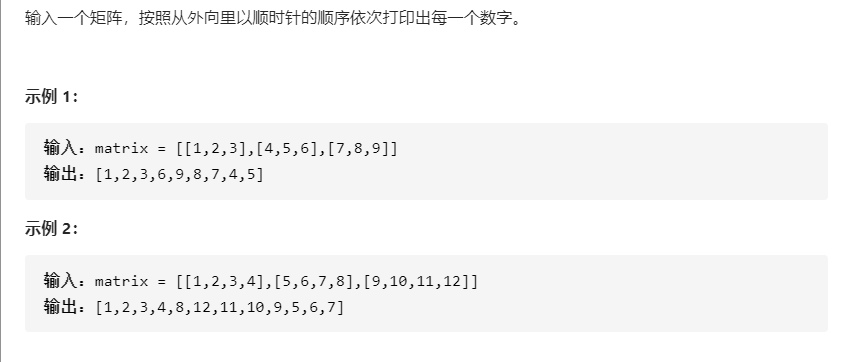 输入一个矩阵，按照从外向里以顺时针的顺序依次打印出每一个数字。
示例 1：
输入：matrix = [[1,2,3],[4,5,6],[7,8,9]]
输出：[1,2,3,6,9,8,7,4,5]
示例 2：
输入：matrix = [[1,2,3,4],[5,6,7,8],[9,10,11,12]]
输出：[1,2,3,4,8,12,11,10,9,5,6,7]